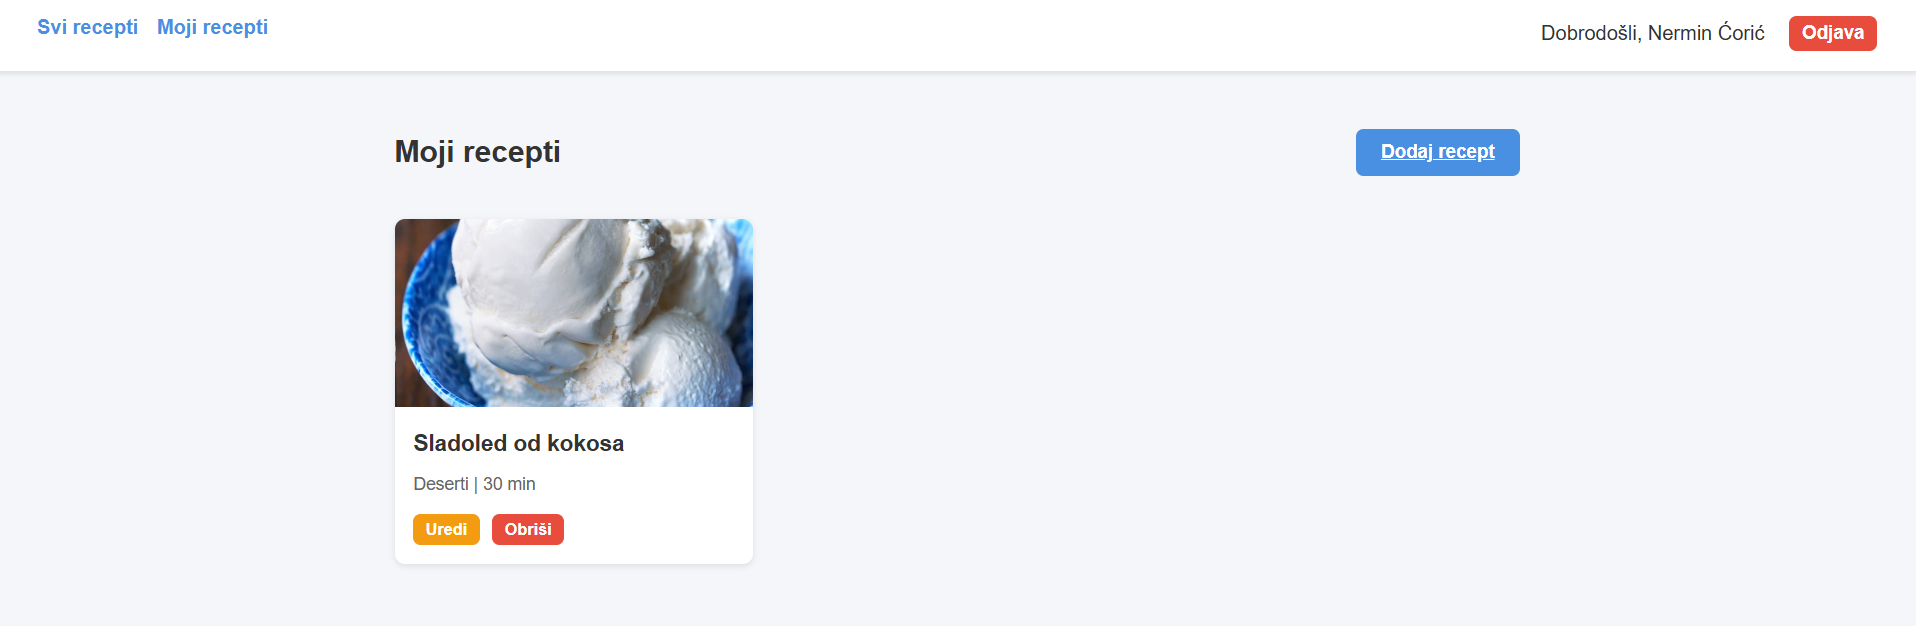 Svi recepti Moji recepti Dobrodošli, Nermin Ćorić Odjava
Moji recepti Dodaj recept
Sladoled od kokosa
Deserti | 30 min
Uredi Obriši